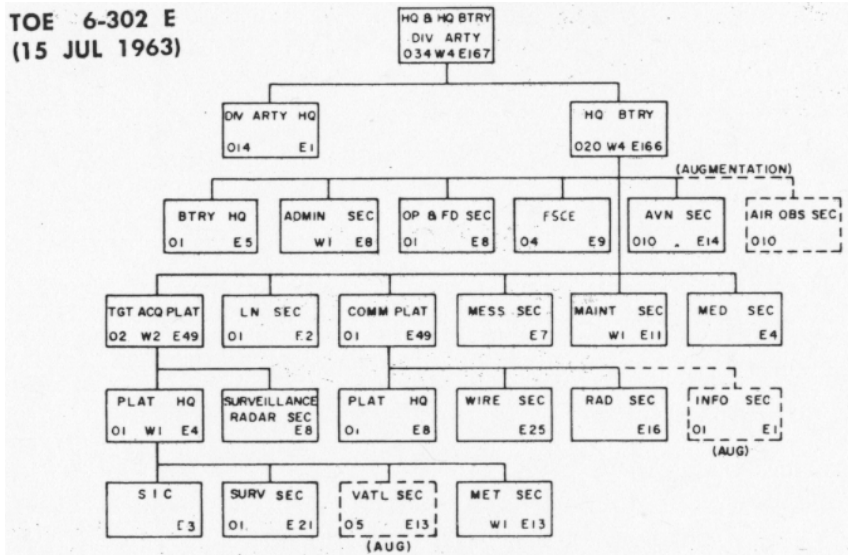 TOE 6-302 E
(15 JUL 1963)
HQ & HQ BTRY
DIV ARTY
034 W4 E167
DIV ARTY HQ
014 E1
HQ BTRY
020 W4 E166
(AUGMENTATION)
BTRY HQ
01 E5
ADMIN SEC
W1 E8
OP & FD SEC
01 E8
FSCE
04 E9
AVN SEC
010 E14
AIR OBS SEC
010
TGT ACQ PLAT
02 W2 E49
LN SEC
01 E2
COMM PLAT
01 E49
MESS SEC
E7
MAINT SEC
W1 E11
MED SEC
E4
PLAT HQ
01 W1 E4
SURVEILLANCE
RADAR SEC
E8
PLAT HQ
01 E8
WIRE SEC
E25
RAD SEC
E16
INFO SEC
01 E1
(AUG)
SIC
E3
SURV SEC
01 E21
VATL SEC
05 E13
(AUG)
MET SEC
W1 E13